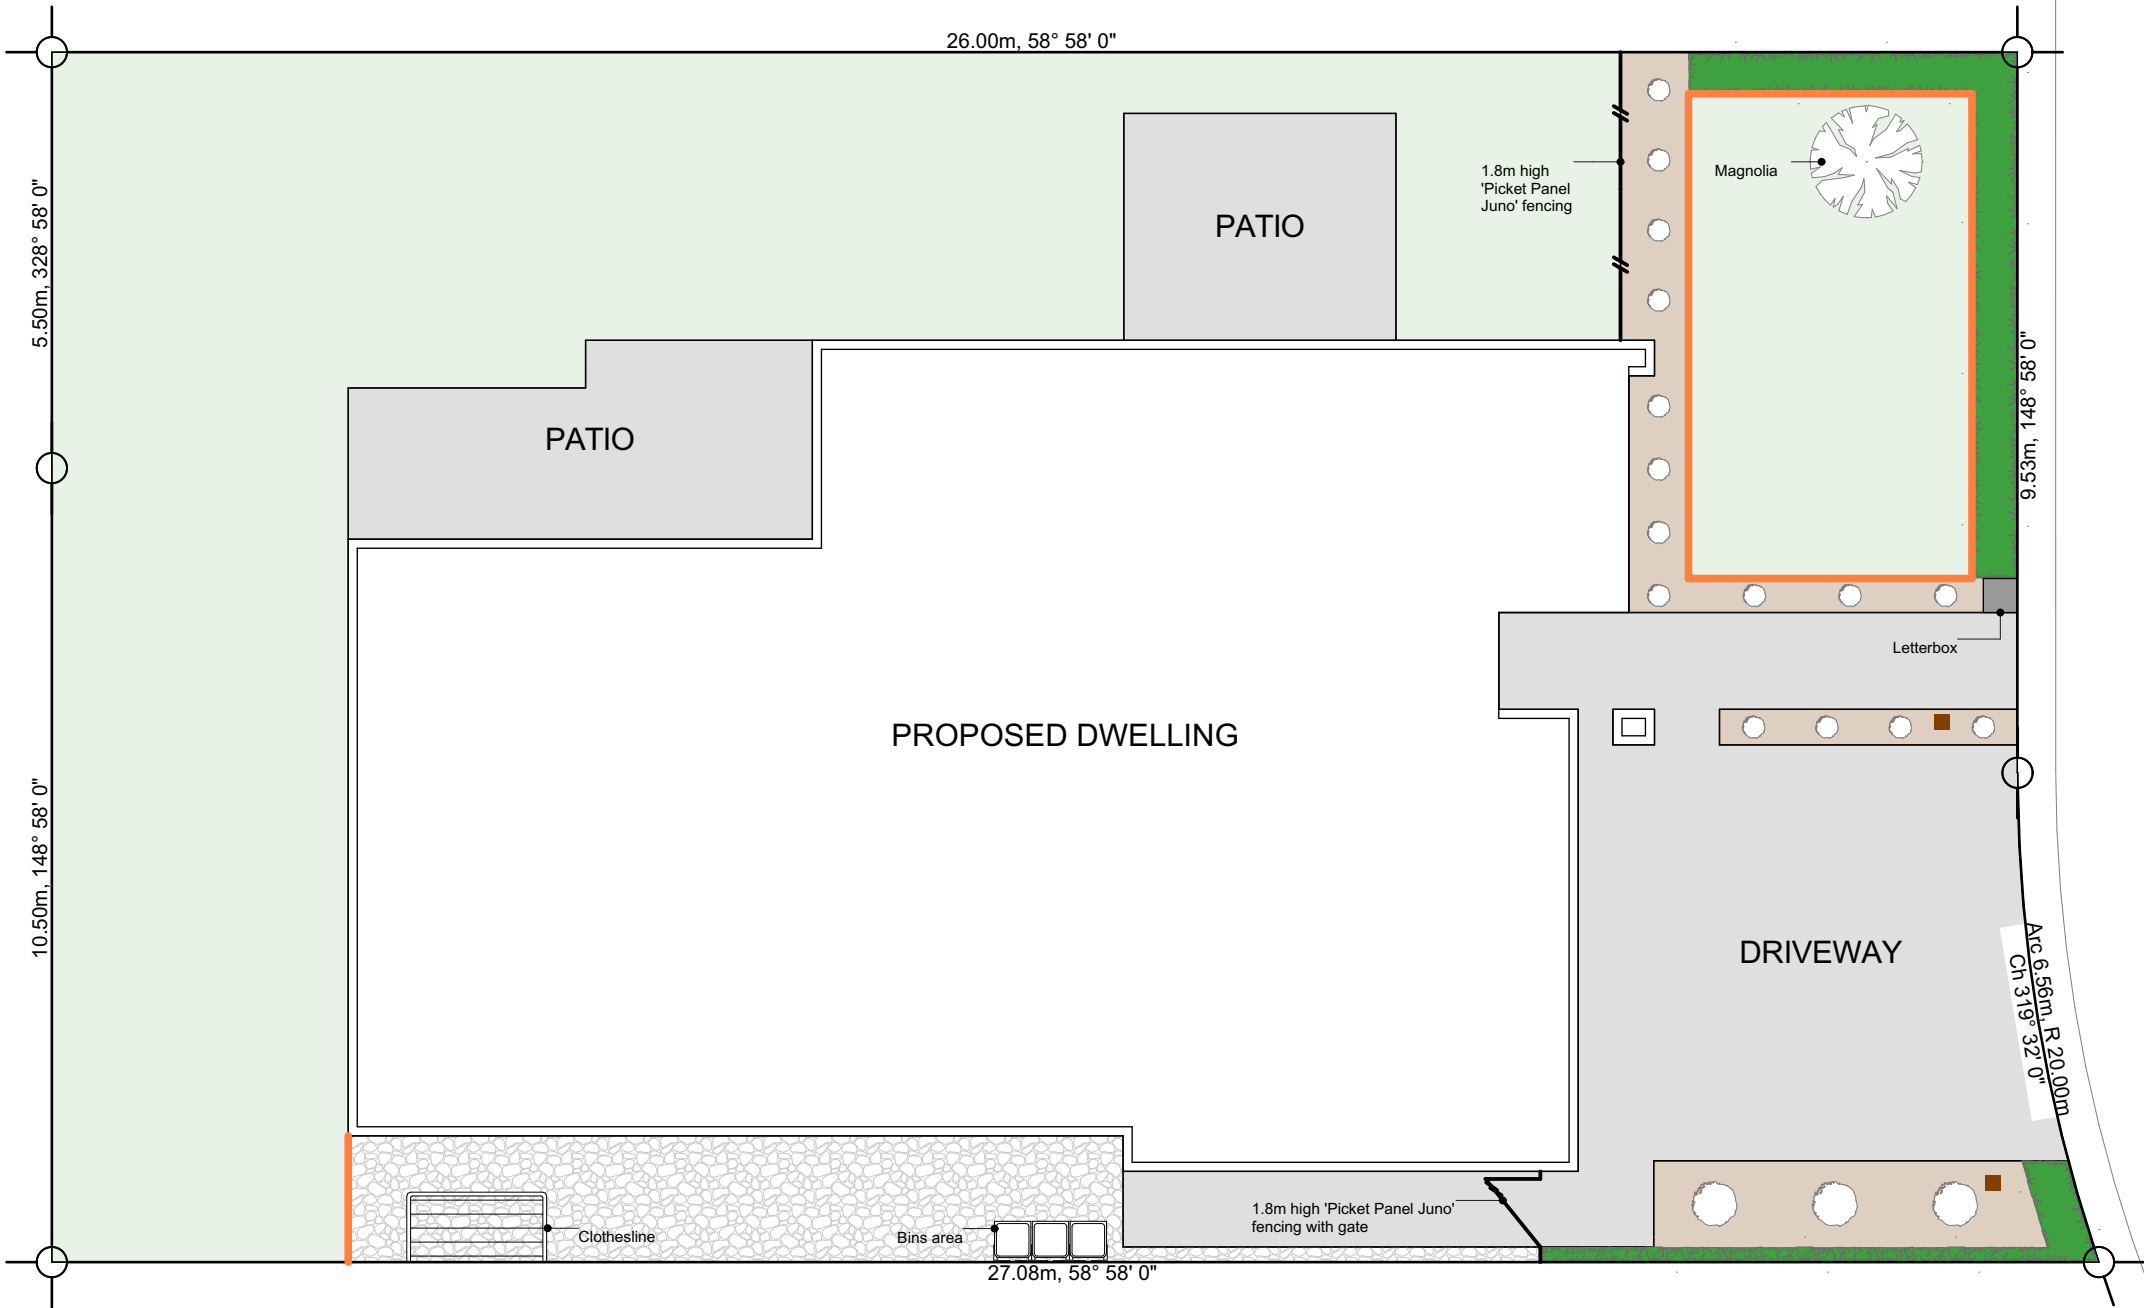 26.00m, 58° 58' 0"
5.50m, 328° 58' 0"
1.8m high
'Picket Panel
Juno' fencing
Magnolia
PATIO
PATIO
9.53m, 148° 58' 0"
Letterbox
PROPOSED DWELLING
10.50m, 148° 58' 0"
DRIVEWAY
Arc 6.56m, R 20.00m
Ch 319° 32' 0"
1.8m high 'Picket Panel Juno'
fencing with gate
Clothesline
Bins area
27.08m, 58° 58' 0"